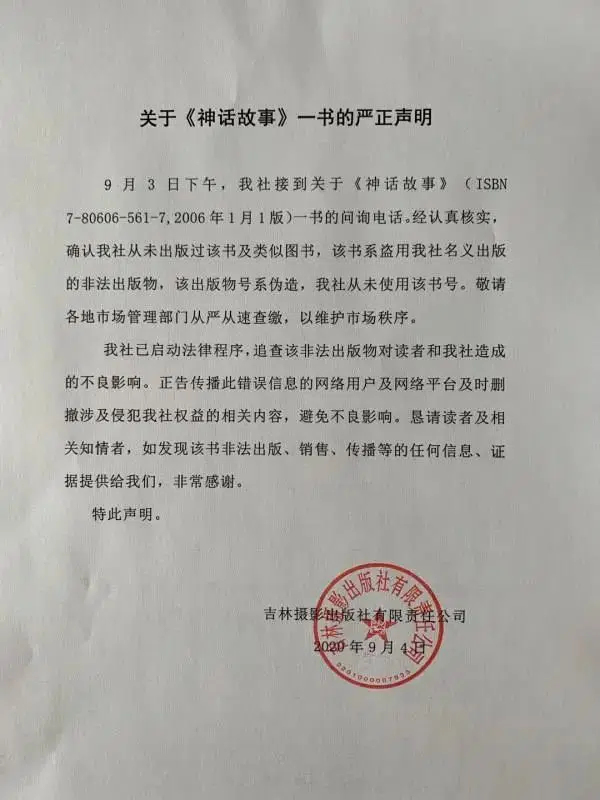 关于《神话故事》一书的严正声明
9 月 3 日下午，我社接到关于《神话故事》（ISBN
7-80606-561-7,2006 年 1 月 1 版）一书的问询电话。经认真核实，
确认我社从未出版过该书及类似图书，该书系盗用我社名义出版
的非法出版物，该出版物号系伪造，我社从未使用该书号。敬请
各地市场管理部门从严从速查缴，以维护市场秩序。
我社已启动法律程序，追查该非法出版物对读者和我社造成
的不良影响。正告传播此错误信息的网络用户及网络平台及时删
撤涉及侵犯我社权益的相关内容，避免不良影响。恳请读者及相
关知情者，如发现该书非法出版、销售、传播等的任何信息、证
据提供给我们，非常感谢。
特此声明。
吉林摄影出版社有限责任公司
2020 年 9 月 4 日
吉林摄影出版社有限责任公司